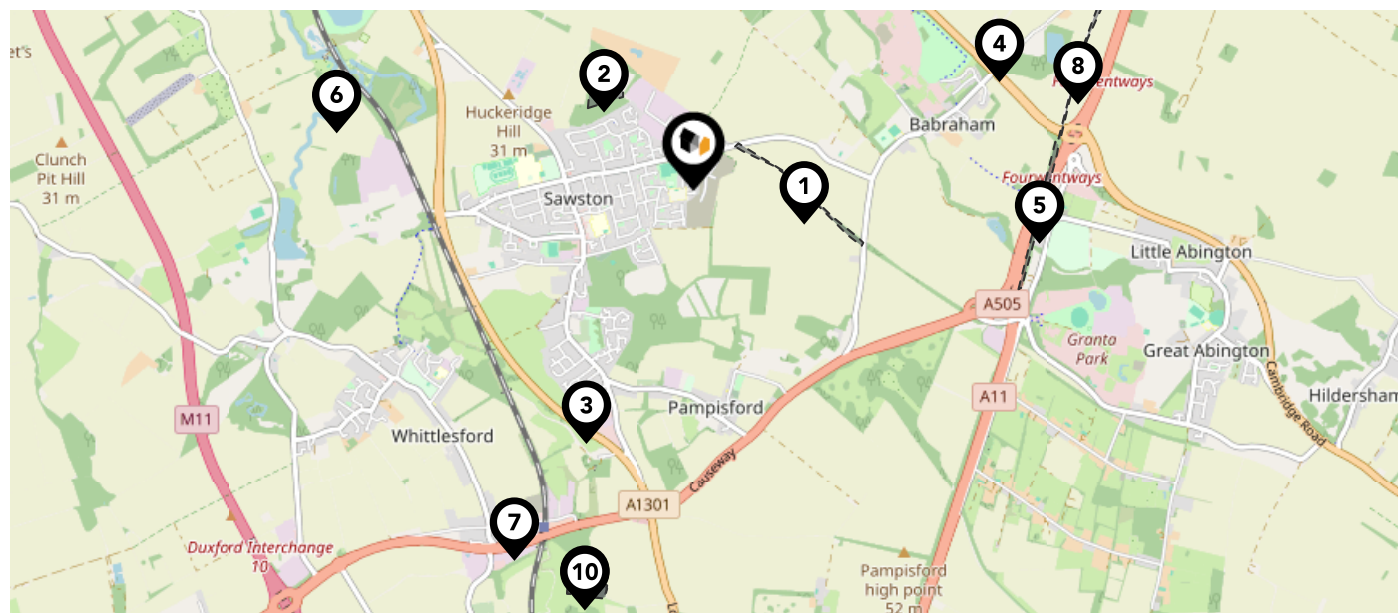 et's
4
8
Fourwentways
2
6
Huckeridge
Hill
31 m
Babraham
Clunch
Pit Hill
31 m
1
Fourwentways
Sawston
5
Little Abington
A505
Granta
Park
Great Abington
M11
A11
Cambridge Road
Hildersham
3
Pampisford
Whittlesford
Causeway
A1301
7
Duxford Interchange
10
10
Pampisford
high point
52 m